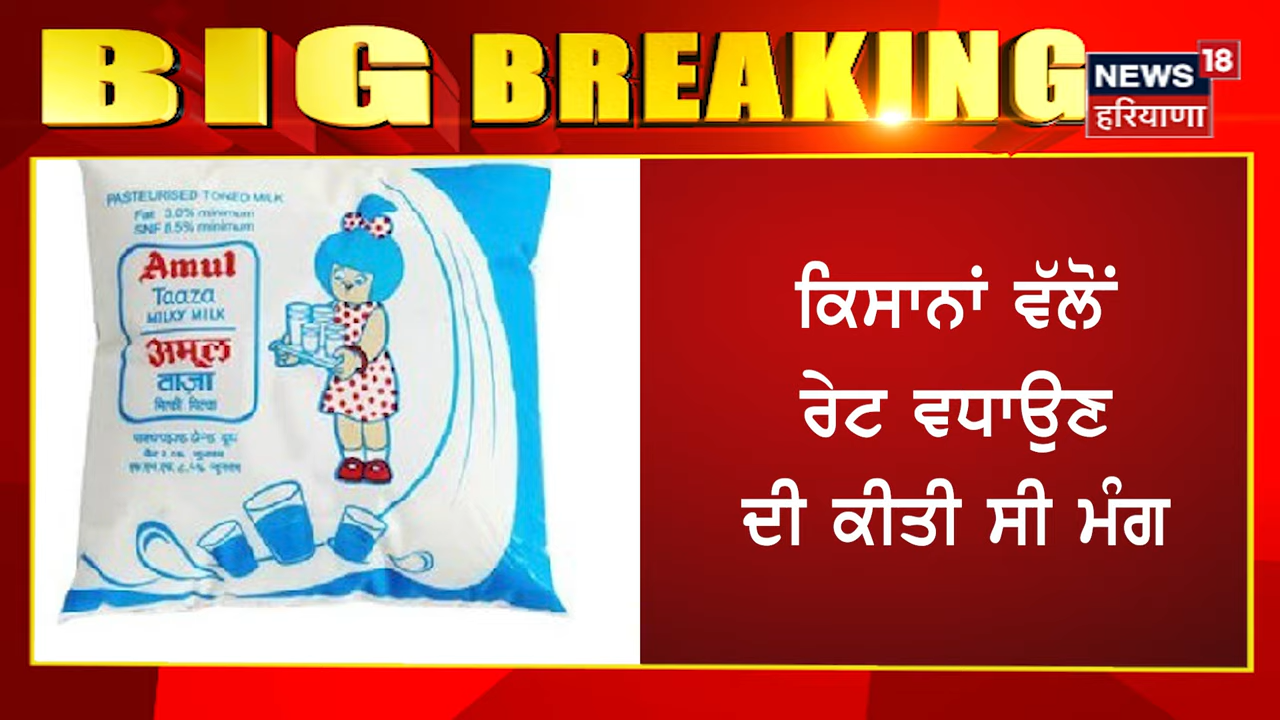 BIG BREAKING
NEWS 18
हरियाणा
PASTEURISED TONED MILK
Fat 3.0% minimum
SNF 8.5% minimum
Amul
Taaza
MILKY MILK
अमूल
ताज़ा
ਕਿਸਾਨਾਂ ਵੱਲੋਂ
ਰੇਟ ਵਧਾਉਣ
ਦੀ ਕੀਤੀ ਸੀ ਮੰਗ